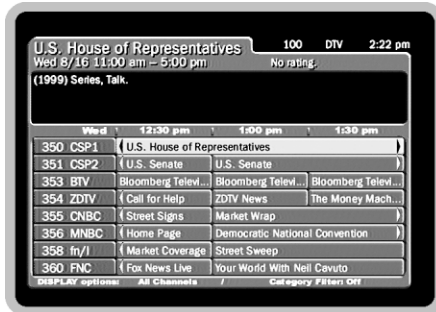 U.S. House of Representatives 100 DTV 2:22 pm
Wed 8/16 11:00 am – 5:00 pm No rating.
(1999) Series, Talk.
Wed 12:30 pm 1:00 pm 1:30 pm
350 CSP1 U.S. House of Representatives
351 CSP2 U.S. Senate U.S. Senate
353 BTV Bloomberg Televi... Bloomberg Televi... Bloomberg Televi...
354 ZDTV Call for Help ZDTV News The Money Mach...
355 CNBC Street Signs Market Wrap
356 MNBC Home Page Democratic National Convention
358 fn/l Market Coverage Street Sweep
360 FNC Fox News Live Your World With Neil Cavuto
DISPLAY options: All Channels / Category Filter: Off